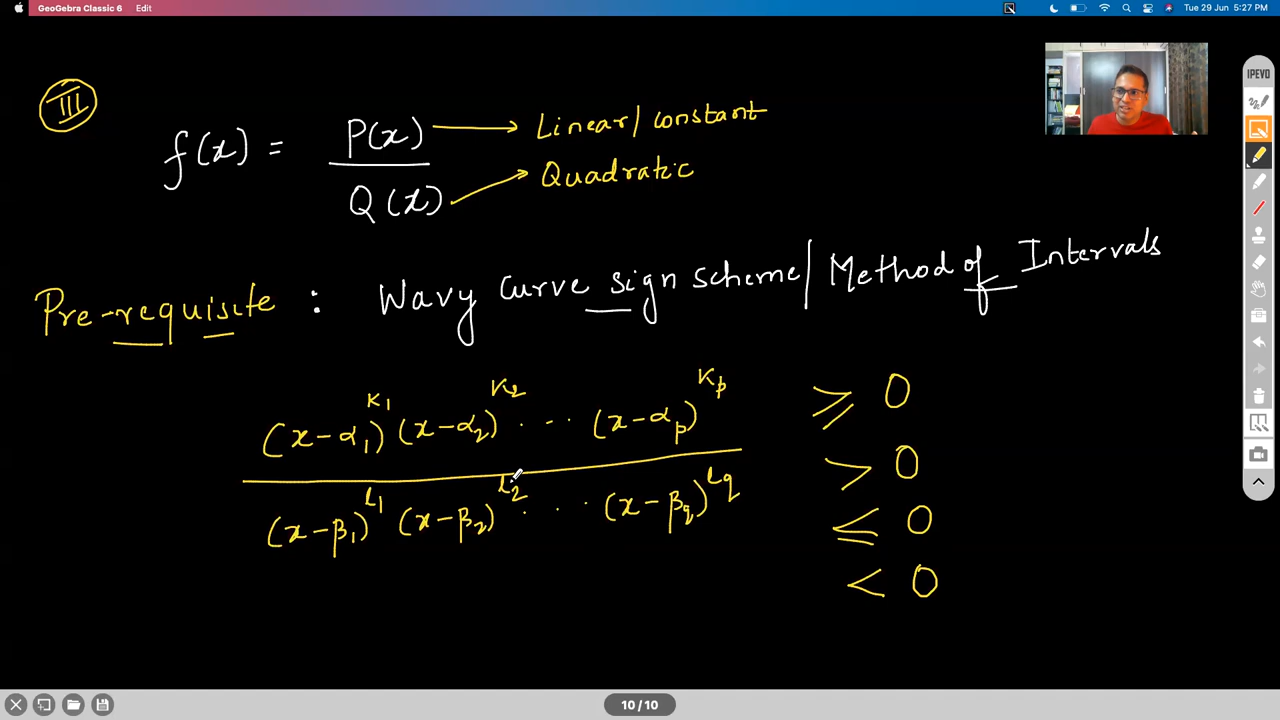 GeoGebra Classic 6 Edit Tue 29 Jun 5:27 PM
IPEVO
III
f(x) = P(x) / Q(x)
Linear/constant
Quadratic
Pre-requisite : Wavy curve sign scheme/Method of Intervals
(x-α₁)^K₁ (x-α₂)^K₂ ... (x-αₚ)^Kₚ
(x-β₁)^l₁ (x-β₂)^l₂ ... (x-β_q)^l_q
≥ 0
> 0
≤ 0
< 0
10 / 10